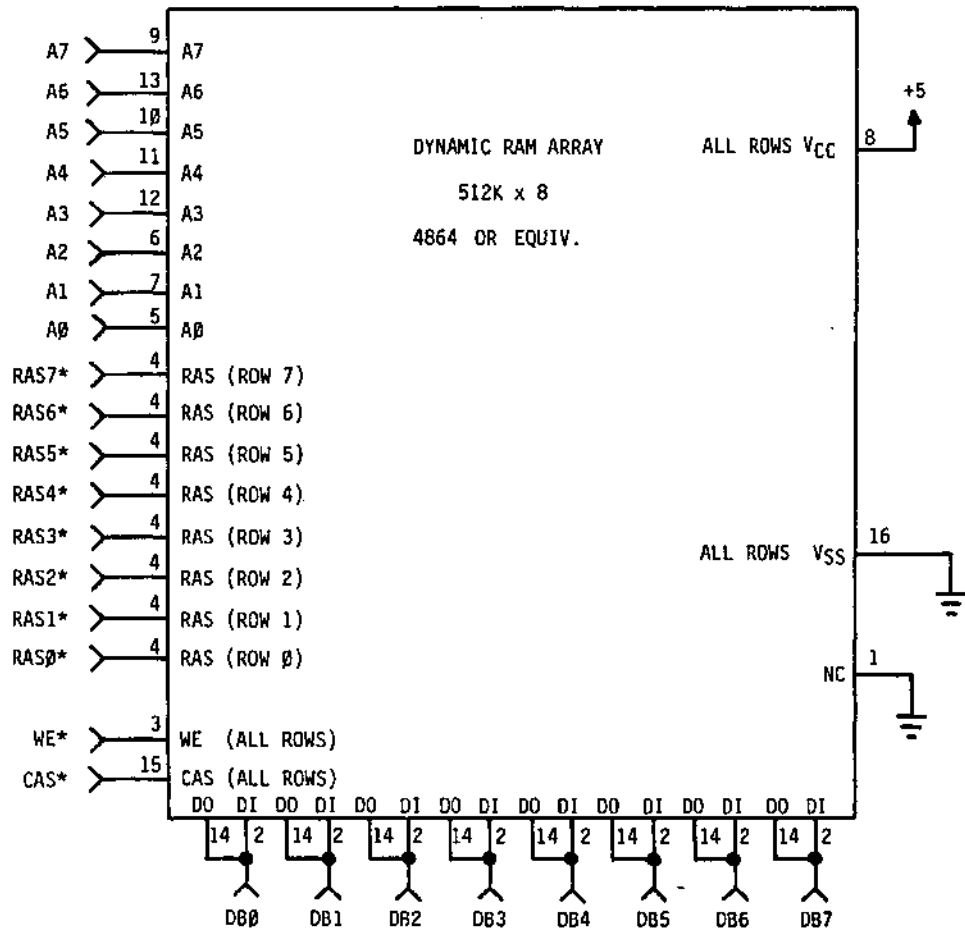 A7 9 A7
A6 13 A6
A5 10 A5
A4 11 A4
A3 12 A3
A2 6 A2
A1 7 A1
AØ 5 AØ
DYNAMIC RAM ARRAY
512K x 8
4864 OR EQUIV.
ALL ROWS VCC 8
+5
RAS7* 4 RAS (ROW 7)
RAS6* 4 RAS (ROW 6)
RAS5* 4 RAS (ROW 5)
RAS4* 4 RAS (ROW 4)
RAS3* 4 RAS (ROW 3)
RAS2* 4 RAS (ROW 2)
RAS1* 4 RAS (ROW 1)
RASØ* 4 RAS (ROW Ø)
ALL ROWS VSS 16
NC 1
WE* 3 WE (ALL ROWS)
CAS* 15 CAS (ALL ROWS)
DO DI DO DI DO DI DO DI DO DI DO DI DO DI DO DI
14 2 14 2 14 2 14 2 14 2 14 2 14 2 14 2
DBØ DB1 DB2 DB3 DB4 DB5 DB6 DB7